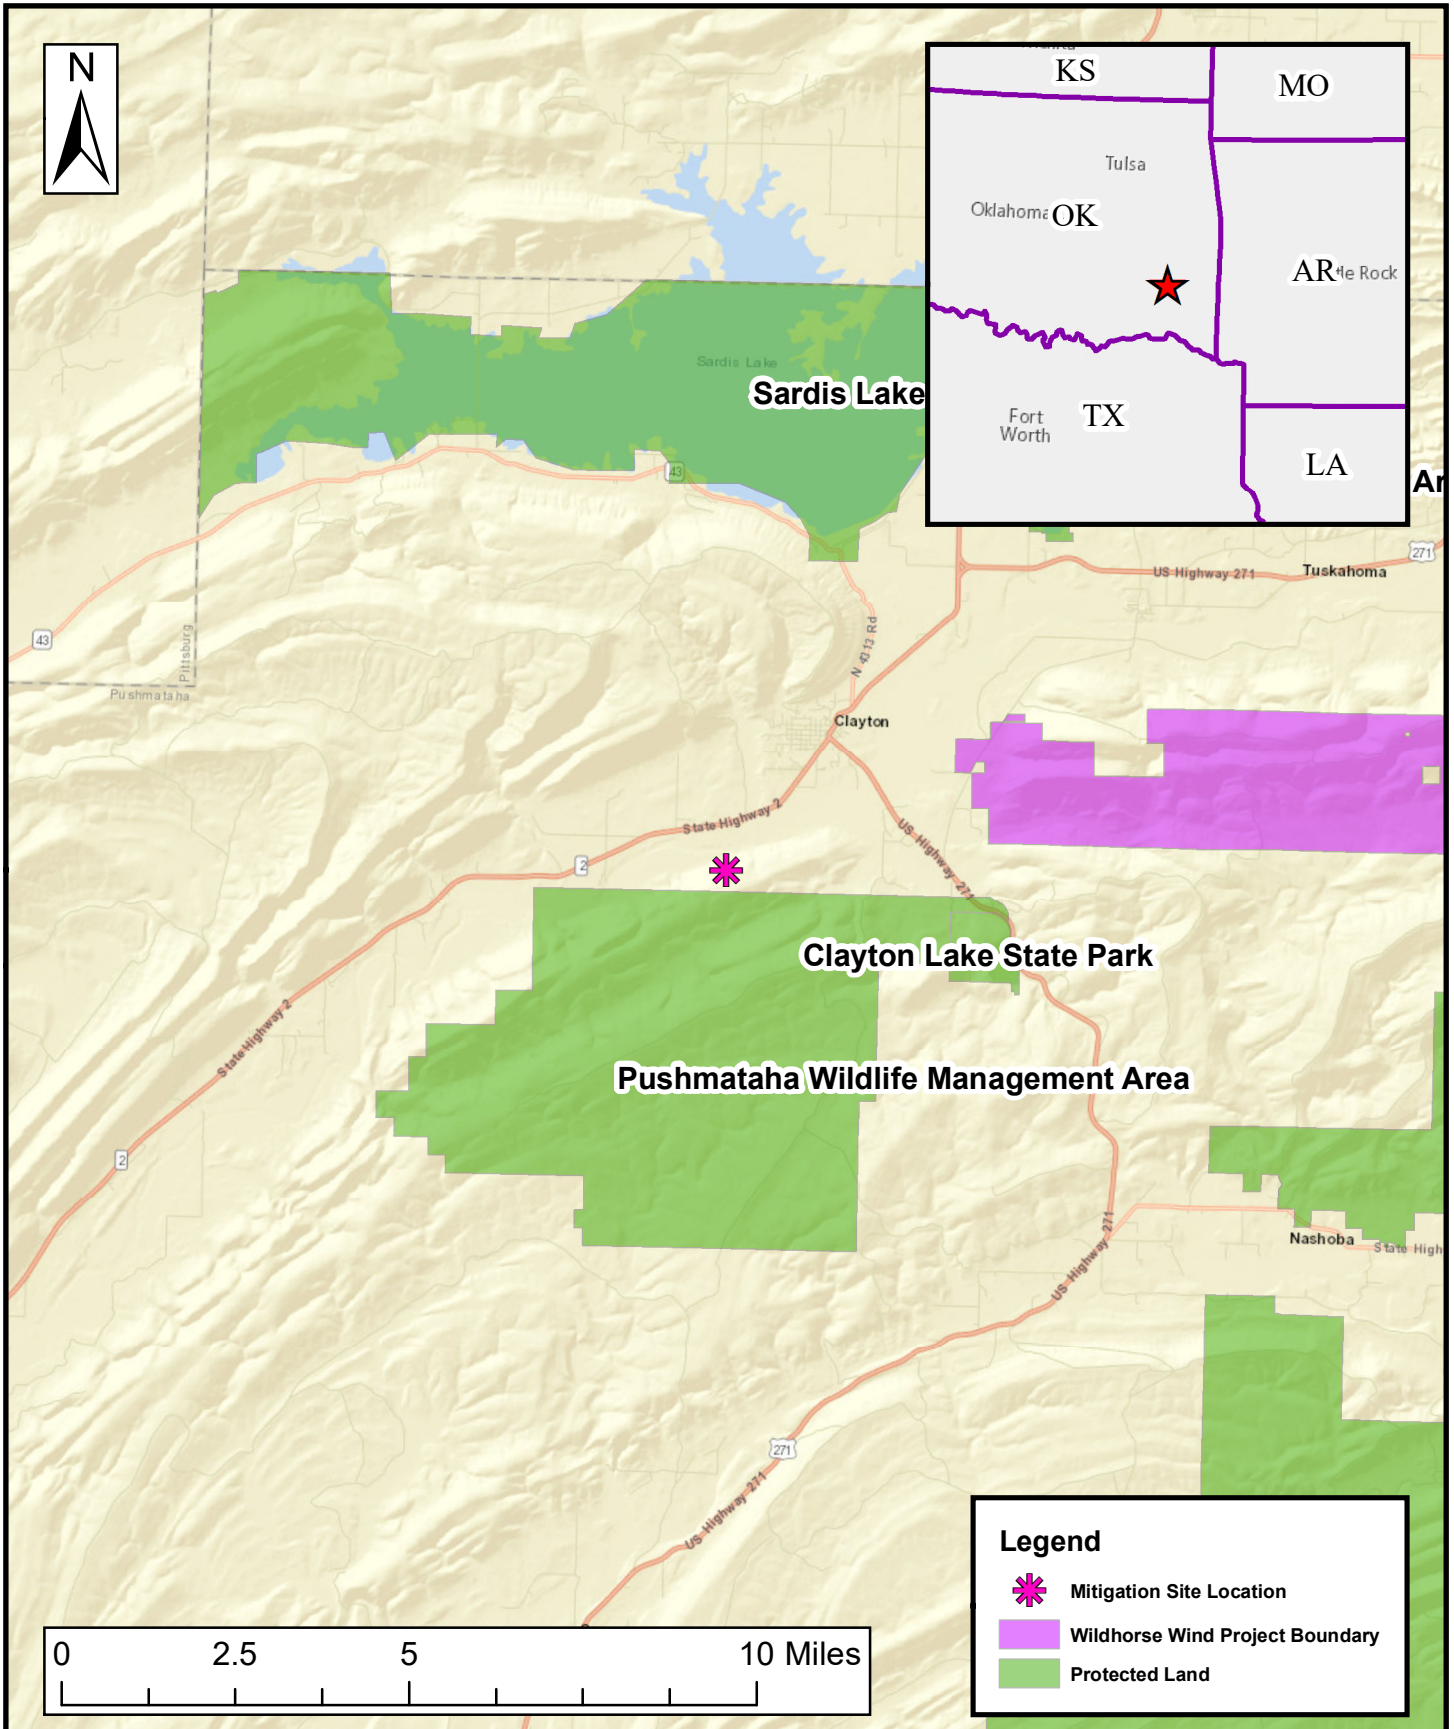 N
KS
MO
Tulsa
Oklahoma
OK
AR
tle Rock
Fort
Worth
TX
LA
Sardis Lake
Sardis Lake
43
Ar
271
US Highway 271
Tuskahoma
43
Pittsburg
Pushmataha
N 4313 Rd
Clayton
State Highway 2
US Highway 271
2
Clayton Lake State Park
State Highway 2
Pushmataha Wildlife Management Area
2
US Highway 271
Nashoba
State High
271
US Highway 271
Legend
Mitigation Site Location
Wildhorse Wind Project Boundary
Protected Land
0 2.5 5 10 Miles